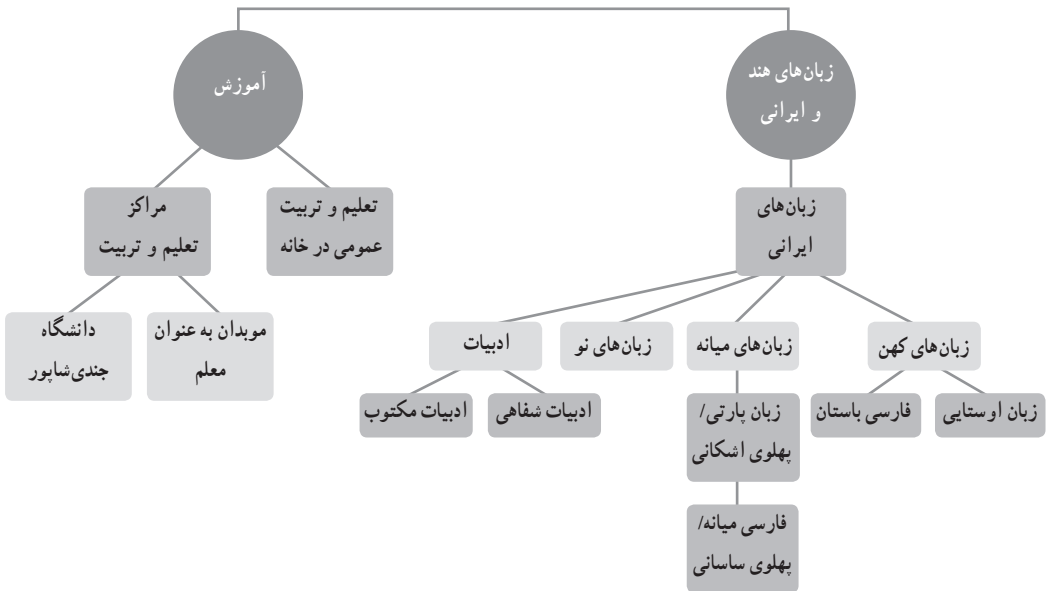 زبان‌های هند
و ایرانی
آموزش
زبان‌های
ایرانی
تعلیم و تربیت
عمومی در خانه
مراکز
تعلیم و تربیت
زبان‌های کهن
زبان‌های میانه
زبان‌های نو
ادبیات
موبدان به عنوان
معلم
دانشگاه
جندی‌شاپور
زبان اوستایی
فارسی باستان
زبان پارتی/
پهلوی اشکانی
ادبیات شفاهی
ادبیات مکتوب
فارسی میانه/
پهلوی ساسانی